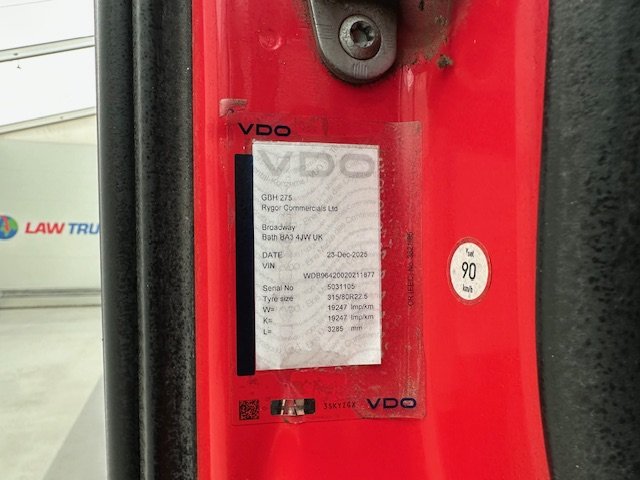 VDO
VDO
GBH 275
Rygor Commercials Ltd
Broadway
Bath BA3 4JW UK
DATE 23-Dec-2025
VIN
WDB96420020211877
Serial No 5031105
Tyre size 315/80R22.5
W= 19247 Imp/km
K= 19247 Imp/km
L= 3285 mm
VDO
LAW TRU
Vset
90
km/h